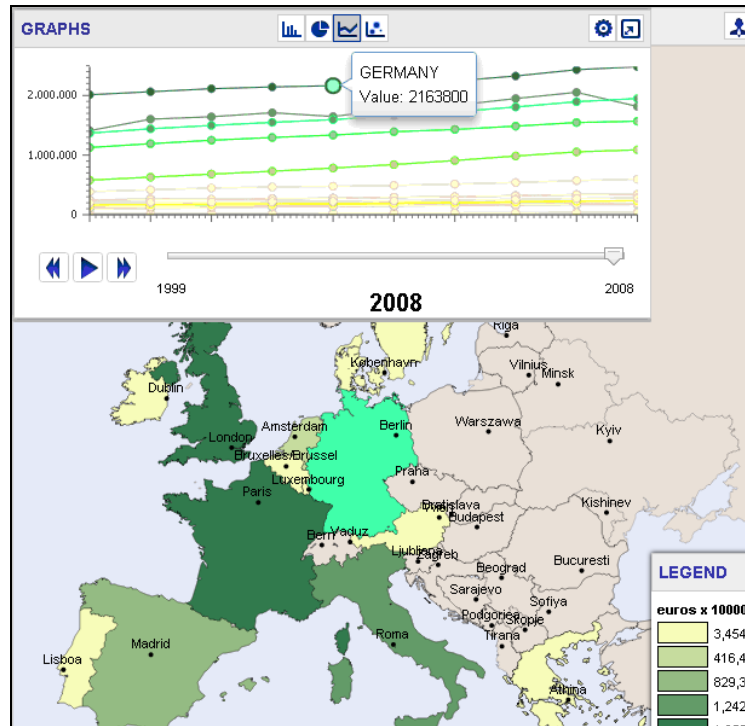 GRAPHS
GERMANY
Value: 2163800
2.000.000
1.000.000
0
1999
2008
2008
Riga
København
Vilnius
Minsk
Dublin
Amsterdam
Berlin
Warszawa
Kyiv
London
Bruxelles/Brussel
Luxembourg
Praha
Paris
Kishinev
Bratislava
Budapest
Bern
Vaduz
Ljubljana
Zagreb
Beograd
Bucuresti
Sarajevo
Sofiya
Podgorica
Skopje
Madrid
Roma
Tirana
Lisboa
Athina
LEGEND
euros x 10000
3,454
416,4
829,3
1,242